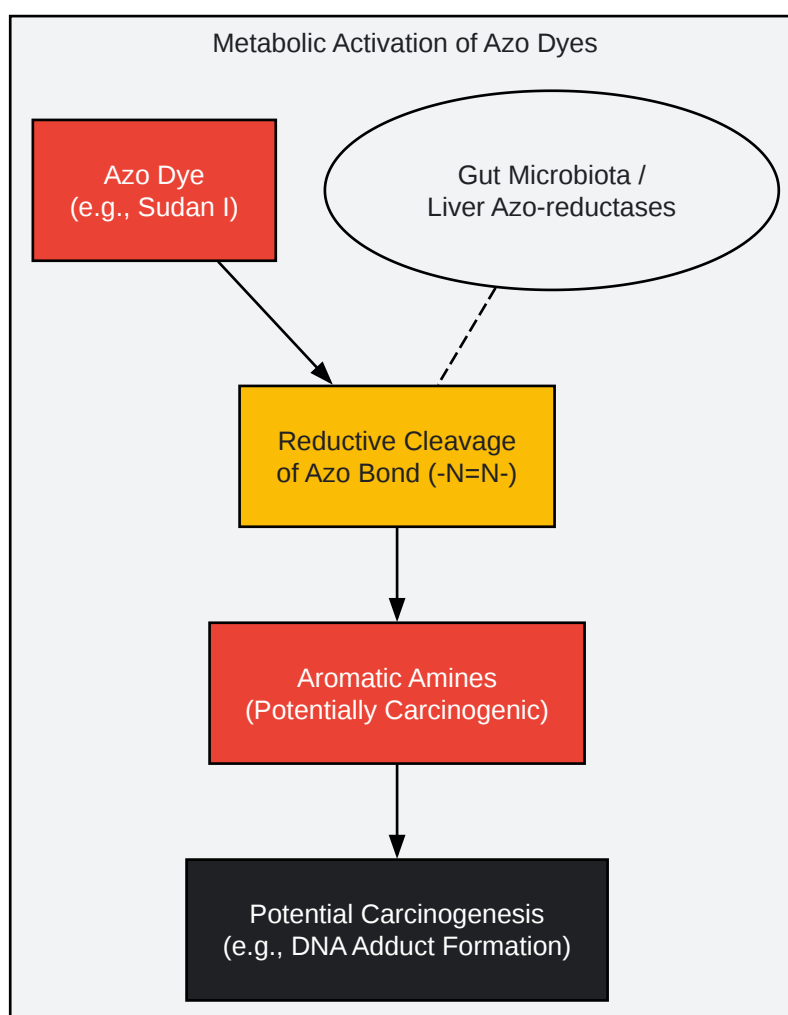 Metabolic Activation of Azo Dyes
Azo Dye
(e.g., Sudan I)
Gut Microbiota /
Liver Azo-reductases
Reductive Cleavage
of Azo Bond (-N=N-)
Aromatic Amines
(Potentially Carcinogenic)
Potential Carcinogenesis
(e.g., DNA Adduct Formation)